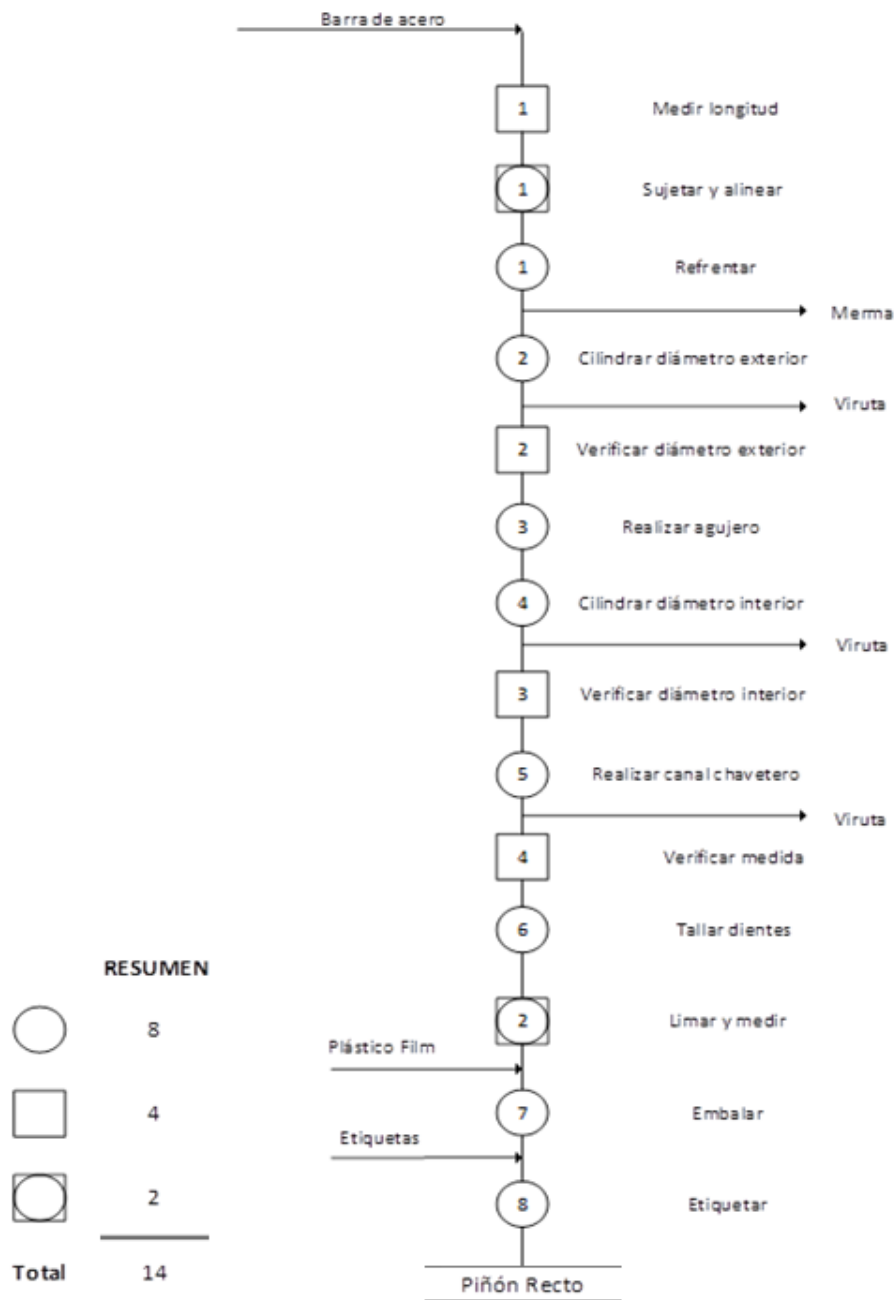 Barra de acero
1 Medir longitud
1 Sujetar y alinear
1 Refrentar
Merma
2 Cilindrar diámetro exterior
Viruta
2 Verificar diámetro exterior
3 Realizar agujero
4 Cilindrar diámetro interior
Viruta
3 Verificar diámetro interior
5 Realizar canal chavetero
Viruta
4 Verificar medida
6 Tallar dientes
2 Limar y medir
Plástico Film
7 Embalar
Etiquetas
8 Etiquetar
Piñón Recto
RESUMEN
8
4
2
Total 14